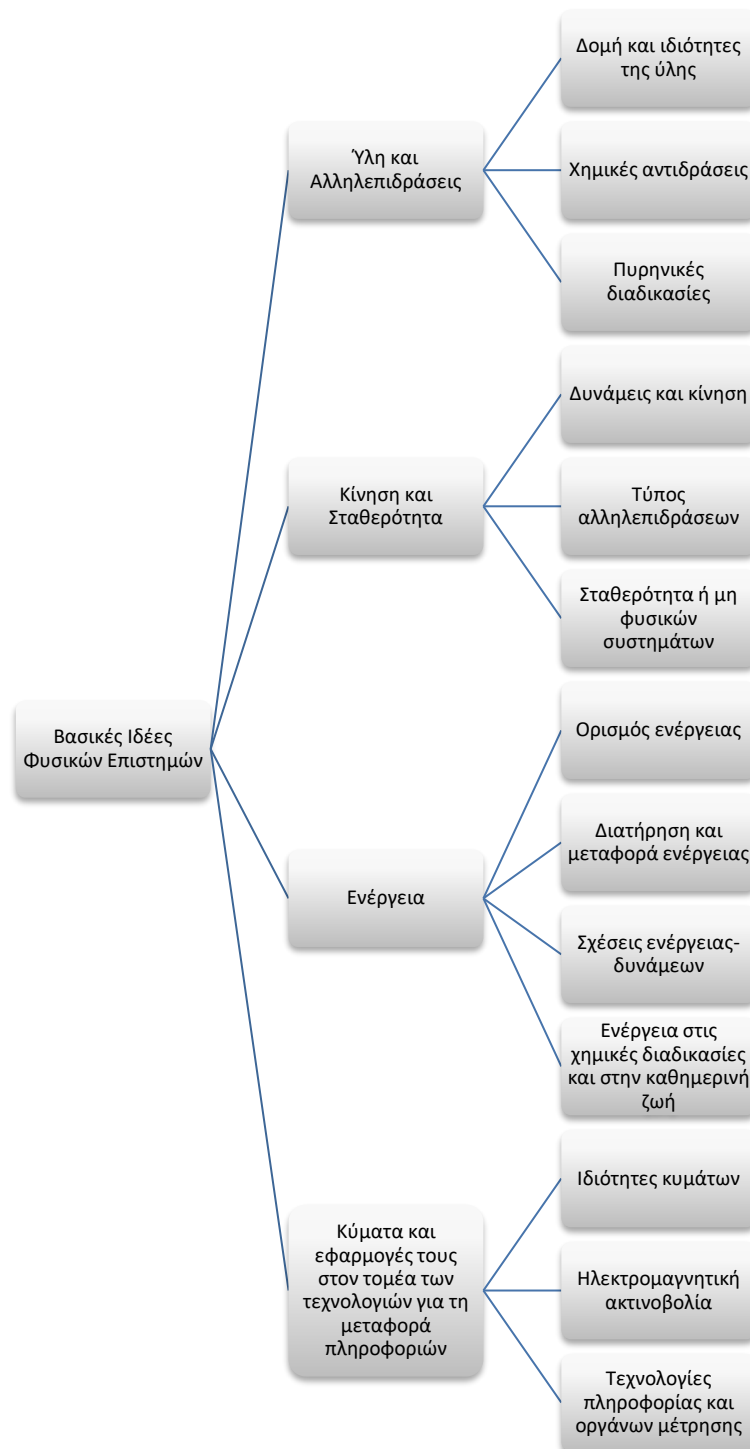 Βασικές Ιδέες
Φυσικών Επιστημών
Ύλη και
Αλληλεπιδράσεις
Δομή και ιδιότητες
της ύλης
Χημικές αντιδράσεις
Πυρηνικές
διαδικασίες
Κίνηση και
Σταθερότητα
Δυνάμεις και κίνηση
Τύπος
αλληλεπιδράσεων
Σταθερότητα ή μη
φυσικών
συστημάτων
Ενέργεια
Ορισμός ενέργειας
Διατήρηση και
μεταφορά ενέργειας
Σχέσεις ενέργειας-
δυνάμεων
Ενέργεια στις
χημικές διαδικασίες
και στην καθημερινή
ζωή
Κύματα και
εφαρμογές τους
στον τομέα των
τεχνολογιών για τη
μεταφορά
πληροφοριών
Ιδιότητες κυμάτων
Ηλεκτρομαγνητική
ακτινοβολία
Τεχνολογίες
πληροφορίας και
οργάνων μέτρησης